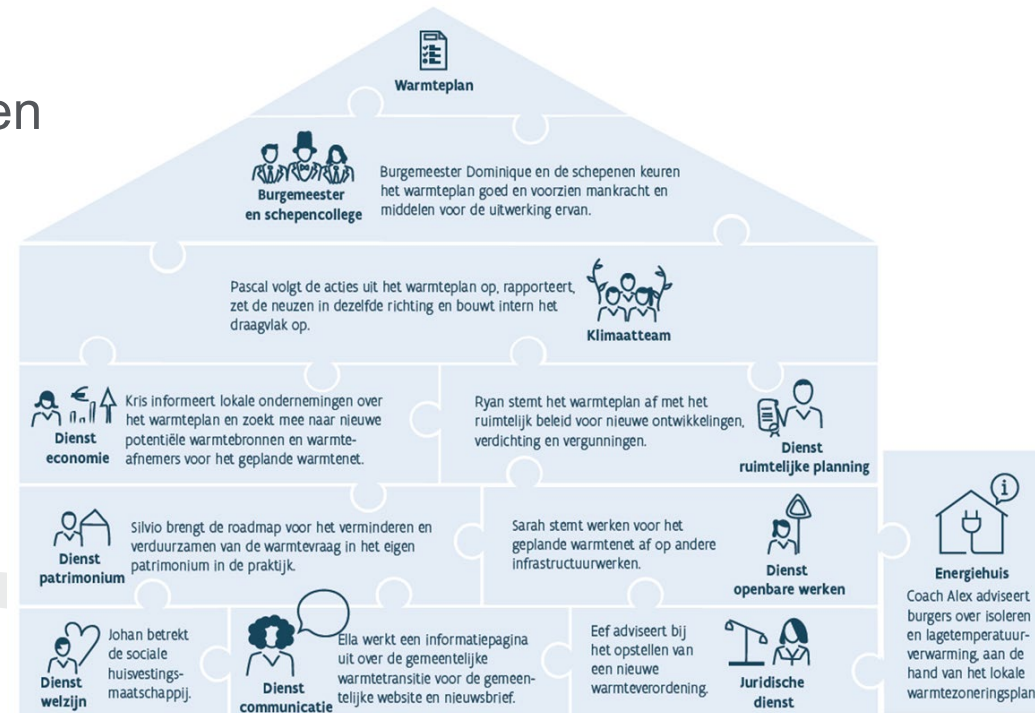 en
Warmteplan
Burgemeester
en schepencollege
Burgemeester Dominique en de schepenen keuren
het warmteplan goed en voorzien mankracht en
middelen voor de uitwerking ervan.
Pascal volgt de acties uit het warmteplan op, rapporteert,
zet de neuzen in dezelfde richting en bouwt intern het
draagvlak op.
Klimaatteam
€
Dienst
economie
Kris informeert lokale ondernemingen over
het warmteplan en zoekt mee naar nieuwe
potentiële warmtebronnen en warmte-
afnemers voor het geplande warmtenet.
Ryan stemt het warmteplan af met het
ruimtelijk beleid voor nieuwe ontwikkelingen,
verdichting en vergunningen.
Dienst
ruimtelijke planning
Dienst
patrimonium
Silvio brengt de roadmap voor het verminderen en
verduurzamen van de warmtevraag in het eigen
patrimonium in de praktijk.
Sarah stemt werken voor het
geplande warmtenet af op andere
infrastructuurwerken.
Dienst
openbare werken
Dienst
welzijn
Johan betrekt
de sociale
huisvestings-
maatschappij.
Dienst
communicatie
Ella werkt een informatiepagina
uit over de gemeentelijke
warmtetransitie voor de gemeen-
telijke website en nieuwsbrief.
Eef adviseert bij
het opstellen van
een nieuwe
warmteverordening.
Juridische
dienst
i
Energiehuis
Coach Alex adviseert
burgers over isoleren
en lagetemperatuur-
verwarming, aan de
hand van het lokale
warmtezoneringsplan